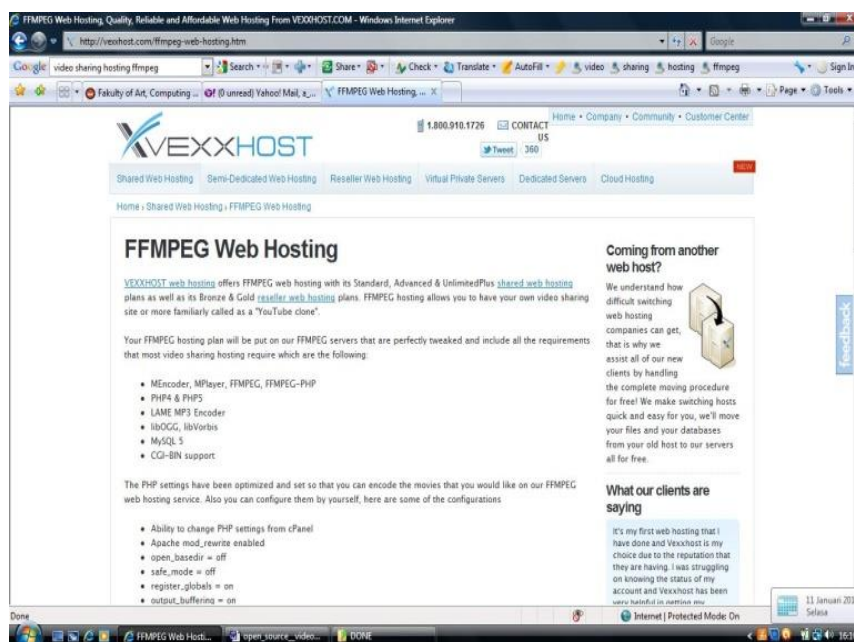 FFMPEG Web Hosting, Quality, Reliable and Affordable Web Hosting From VEXXHOST.COM - Windows Internet Explorer
http://vexxhost.com/ffmpeg-web-hosting.htm
Google
Google video sharing hosting ffmpeg Search Share Check Translate AutoFill video sharing hosting ffmpeg Sign In
Fakulty of Art, Computing ... (0 unread) Yahoo! Mail, a_... FFMPEG Web Hosting, ... X Page Tools
Home • Company • Community • Customer Center
1.800.910.1726 CONTACT US
VEXXHOST
Tweet 360
NEW
Shared Web Hosting Semi-Dedicated Web Hosting Reseller Web Hosting Virtual Private Servers Dedicated Servers Cloud Hosting
Home › Shared Web Hosting › FFMPEG Web Hosting
FFMPEG Web Hosting
VEXXHOST web hosting offers FFMPEG web hosting with its Standard, Advanced & UnlimitedPlus shared web hosting
plans as well as its Bronze & Gold reseller web hosting plans. FFMPEG hosting allows you to have your own video sharing
site or more familiarly called as a "YouTube clone".
Your FFMPEG hosting plan will be put on our FFMPEG servers that are perfectly tweaked and include all the requirements
that most video sharing hosting require which are the following:
• MEncoder, MPlayer, FFMPEG, FFMPEG-PHP
• PHP4 & PHP5
• LAME MP3 Encoder
• libOGG, libVorbis
• MySQL 5
• CGI-BIN support
The PHP settings have been optimized and set so that you can encode the movies that you would like on our FFMPEG
web hosting service. Also you can configure them by yourself, here are some of the configurations
• Ability to change PHP settings from cPanel
• Apache mod_rewrite enabled
• open_basedir = off
• safe_mode = off
• register_globals = on
• output_buffering = on
Coming from another
web host?
We understand how
difficult switching
web hosting
companies can get,
that is why we
assist all of our new
clients by handling
the complete moving procedure
for free! We make switching hosts
quick and easy for you, we'll move
your files and your databases
from your old host to our servers
all for free.
What our clients are
saying
It's my first web hosting that I
have done and Vexxhost is my
choice due to the reputation that
they are having. I was struggling
on knowing the status of my
account and Vexxhost has been
very helpful in getting my
feedback
11 Januari 201
Selasa
Done Internet | Protected Mode: On
FFMPEG Web Hosti... open_source_video... DONE